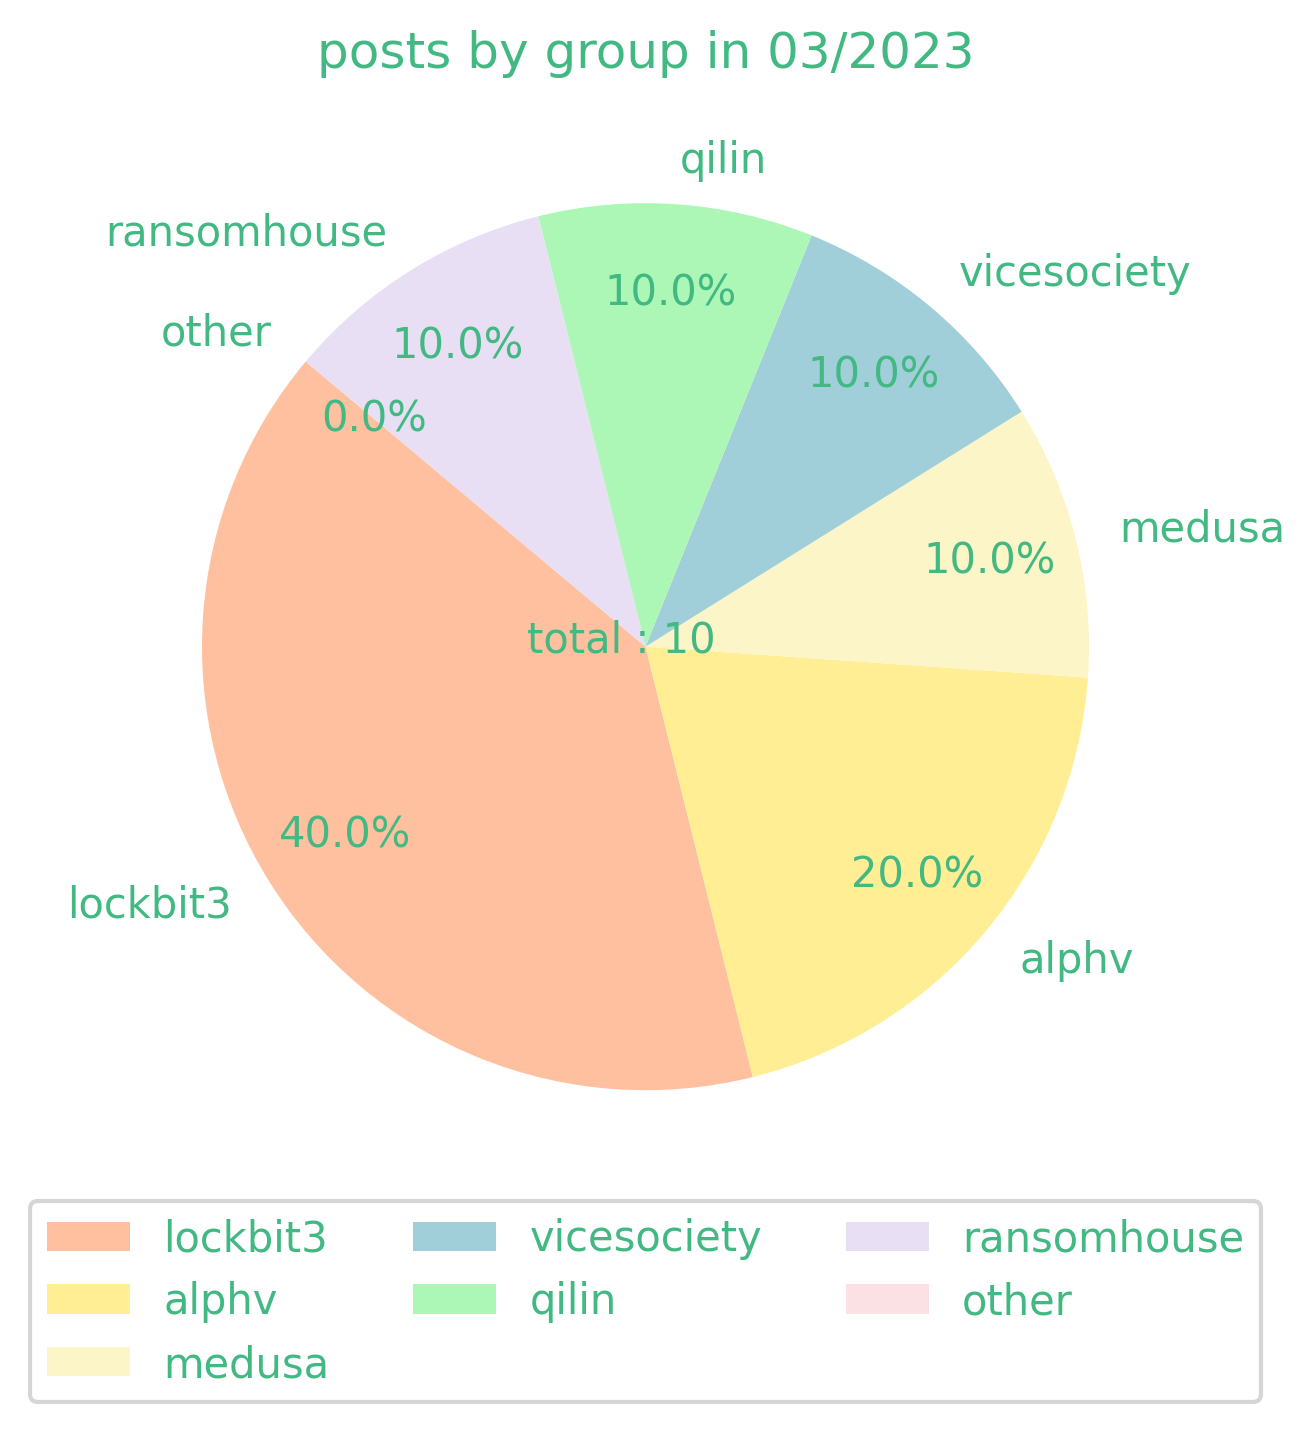 posts by group in 03/2023
qilin
ransomhouse
vicesociety
other
10.0%
10.0%
10.0%
0.0%
medusa
10.0%
total : 10
40.0%
20.0%
lockbit3
alphv
lockbit3
alphv
medusa
vicesociety
qilin
ransomhouse
other